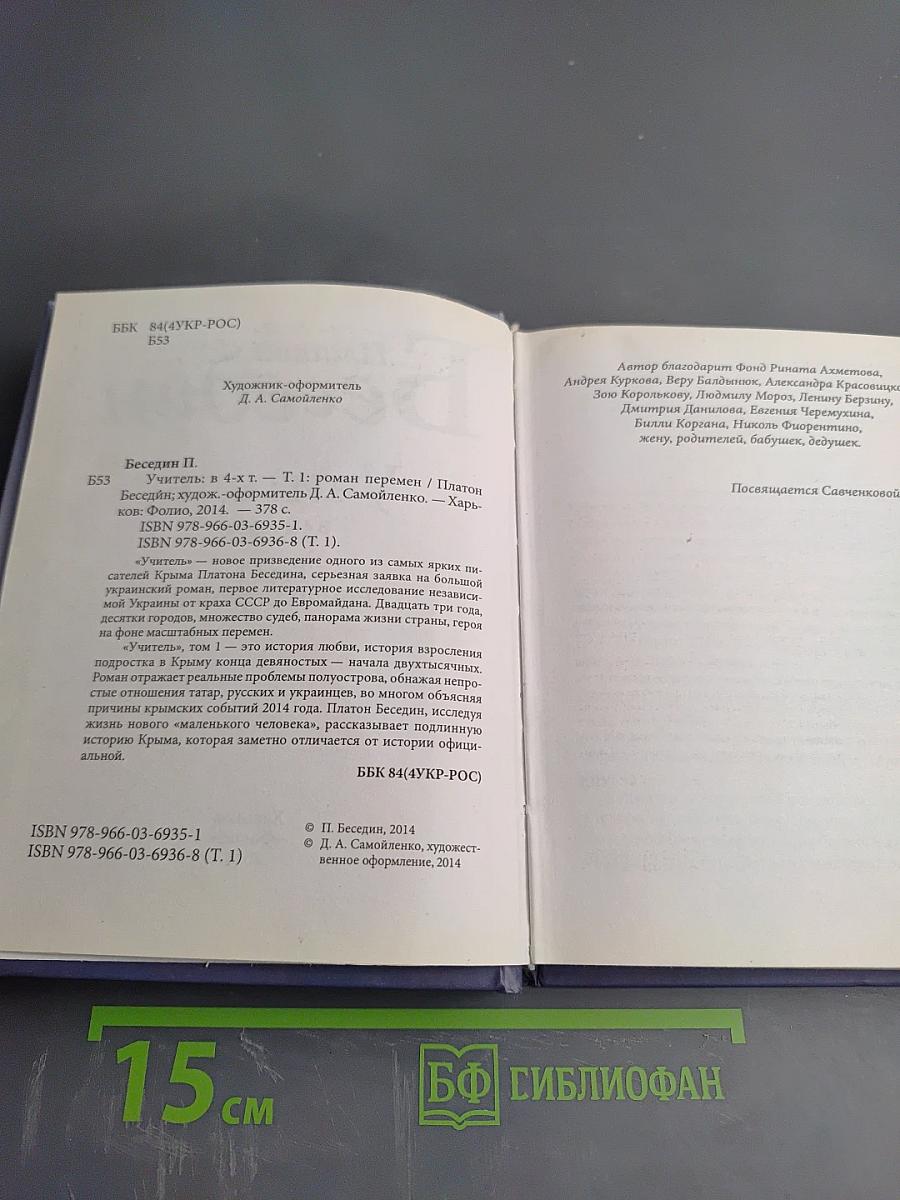 ББК 84(4УКР-РОС)
Б53
Художник-оформитель
Д. А. Самойленко
Беседин П.
Б53 Учитель: в 4-х т. — Т. 1: роман перемен / Платон
Беседин; худож.-оформитель Д. А. Самойленко. — Харь-
ков: Фолио, 2014. — 378 с.
ISBN 978-966-03-6935-1.
ISBN 978-966-03-6936-8 (Т. 1).
«Учитель» — новое призведение одного из самых ярких пи-
сателей Крыма Платона Беседина, серьезная заявка на большой
украинский роман, первое литературное исследование независи-
мой Украины от краха СССР до Евромайдана. Двадцать три года,
десятки городов, множество судеб, панорама жизни страны, героя
на фоне масштабных перемен.
«Учитель», том 1 — это история любви, история взросления
подростка в Крыму конца девяностых — начала двухтысячных.
Роман отражает реальные проблемы полуострова, обнажая непро-
стые отношения татар, русских и украинцев, во многом объясняя
причины крымских событий 2014 года. Платон Беседин, исследуя
жизнь нового «маленького человека», рассказывает подлинную
историю Крыма, которая заметно отличается от истории офици-
альной.
ББК 84(4УКР-РОС)
ISBN 978-966-03-6935-1
ISBN 978-966-03-6936-8 (Т. 1)
© П. Беседин, 2014
© Д. А. Самойленко, художест-
венное оформление, 2014
Автор благодарит Фонд Рината Ахметова,
Андрея Куркова, Веру Балдынюк, Александра Красовицко
Зою Королькову, Людмилу Мороз, Ленину Берзину,
Дмитрия Данилова, Евгения Черемухина,
Билли Коргана, Николь Фиорентино,
жену, родителей, бабушек, дедушек.
Посвящается Савченковой
15 см
БФ БИБЛИОФАН